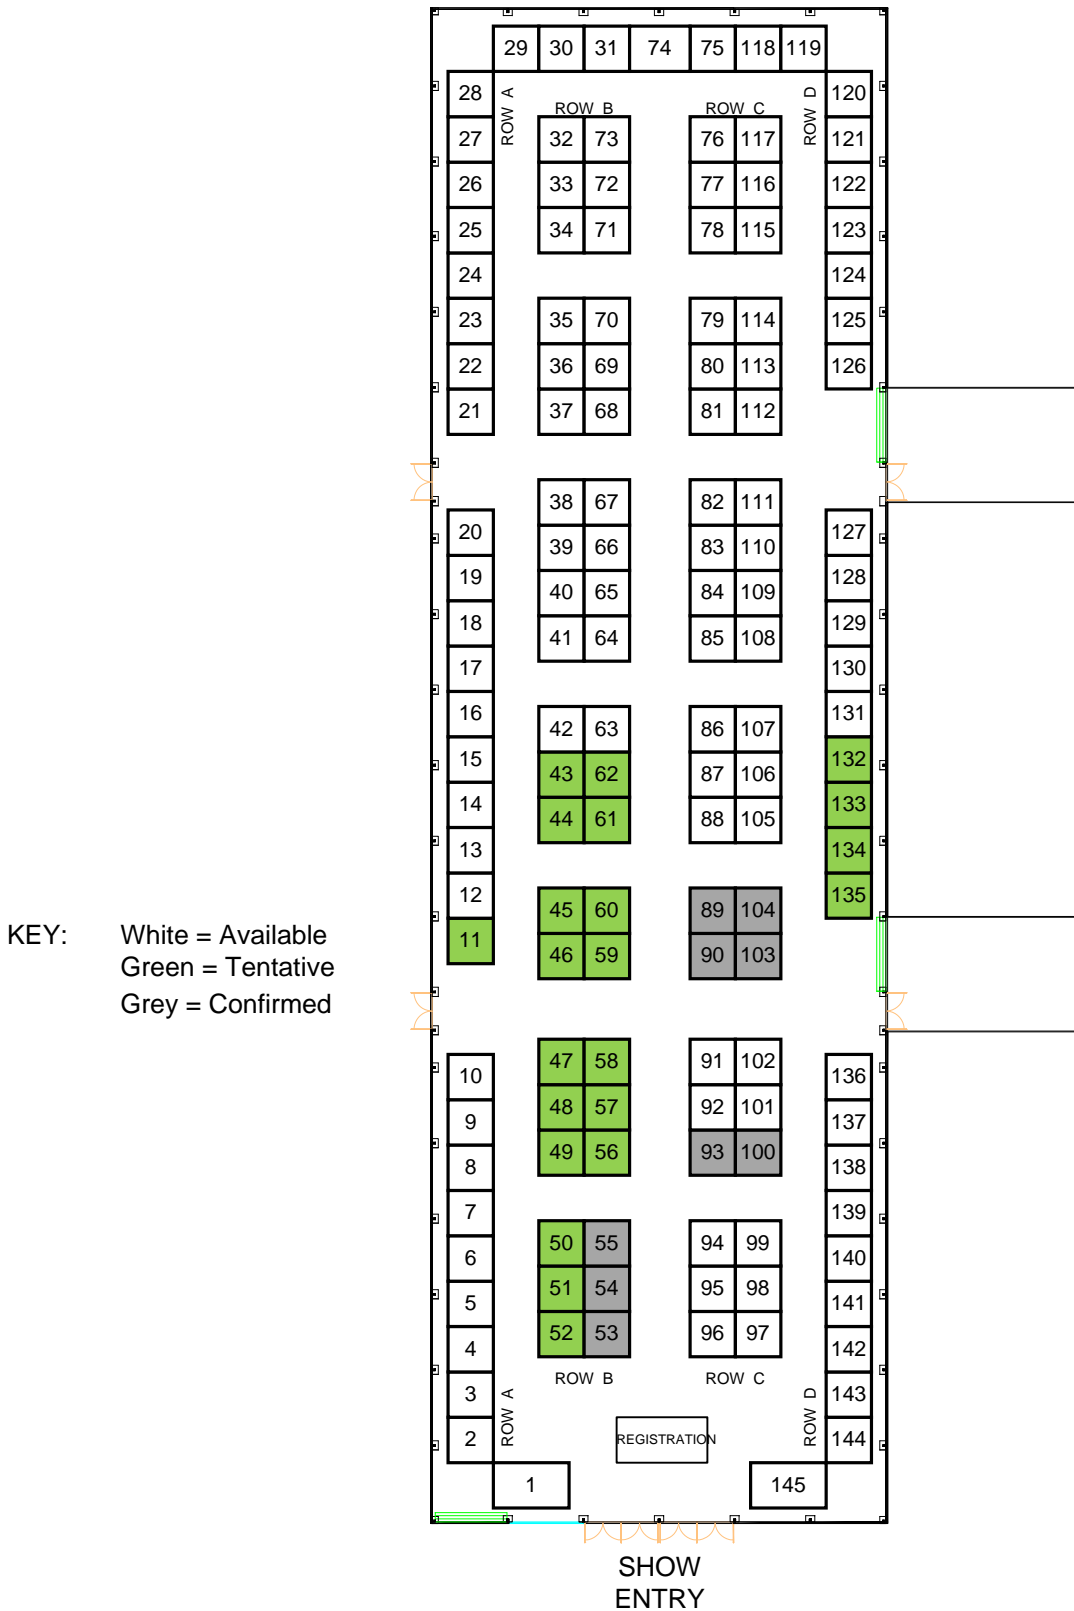 29 30 31 74 75 118 119
28 ROW A ROW B ROW C ROW D 120
27 32 73 76 117 121
26 33 72 77 116 122
25 34 71 78 115 123
24 124
23 35 70 79 114 125
22 36 69 80 113 126
21 37 68 81 112
38 67 82 111
20 127
39 66 83 110
19 128
40 65 84 109
18 129
41 64 85 108
17 130
16 131
42 63 86 107
15 132
43 62 87 106
14 133
44 61 88 105
13 134
12 135
45 60 89 104
KEY: White = Available
11
Green = Tentative
46 59 90 103
Grey = Confirmed
47 58 91 102
10 136
48 57 92 101
9 137
49 56 93 100
8 138
7 139
50 55 94 99
6 140
51 54 95 98
5 141
52 53 96 97
4 142
ROW B ROW C
3 143
ROW A ROW D
2 REGISTRATION 144
1 145
SHOW
ENTRY